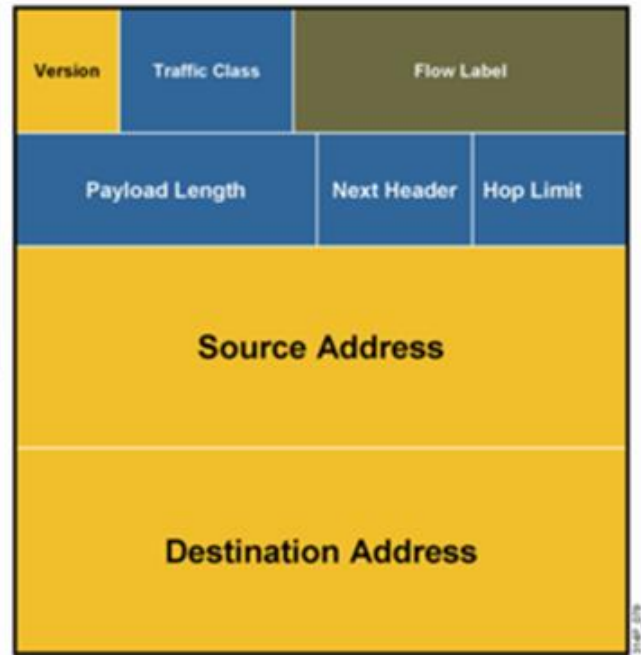 Version Traffic Class Flow Label
Payload Length Next Header Hop Limit
Source Address
Destination Address